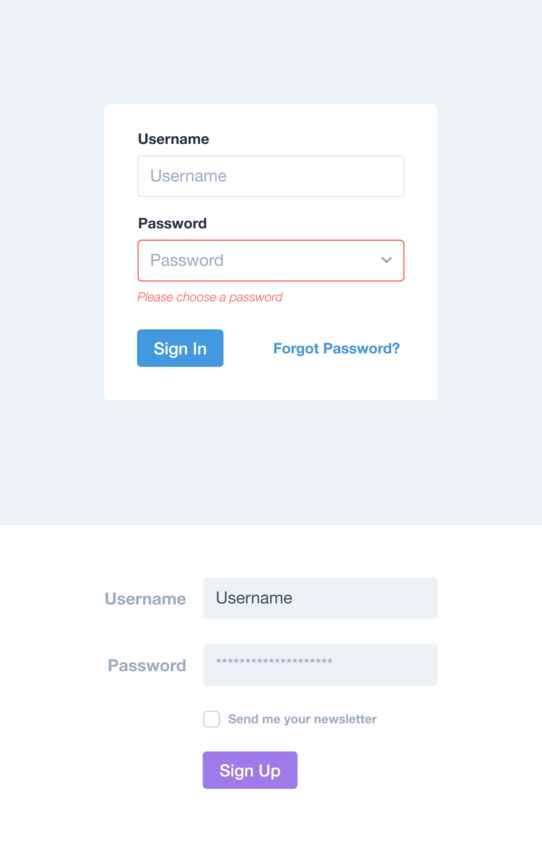 Username
Username
Password
Password
Please choose a password
Sign In Forgot Password?
Username Username
Password ********************
Send me your newsletter
Sign Up